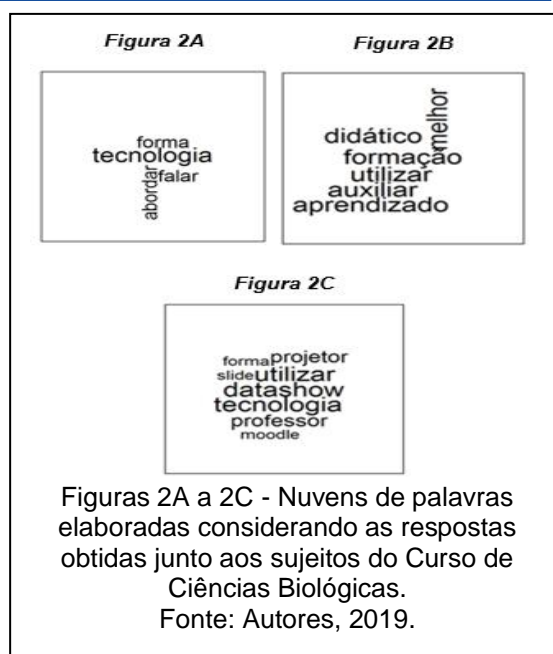 Figura 2A
forma
tecnologia
abordar
falar
Figura 2B
melhor
didático
formação
utilizar
auxiliar
aprendizado
Figura 2C
forma projetor
slide utilizar
datashow
tecnologia
professor
moodle
Figuras 2A a 2C - Nuvens de palavras
elaboradas considerando as respostas
obtidas junto aos sujeitos do Curso de
Ciências Biológicas.
Fonte: Autores, 2019.